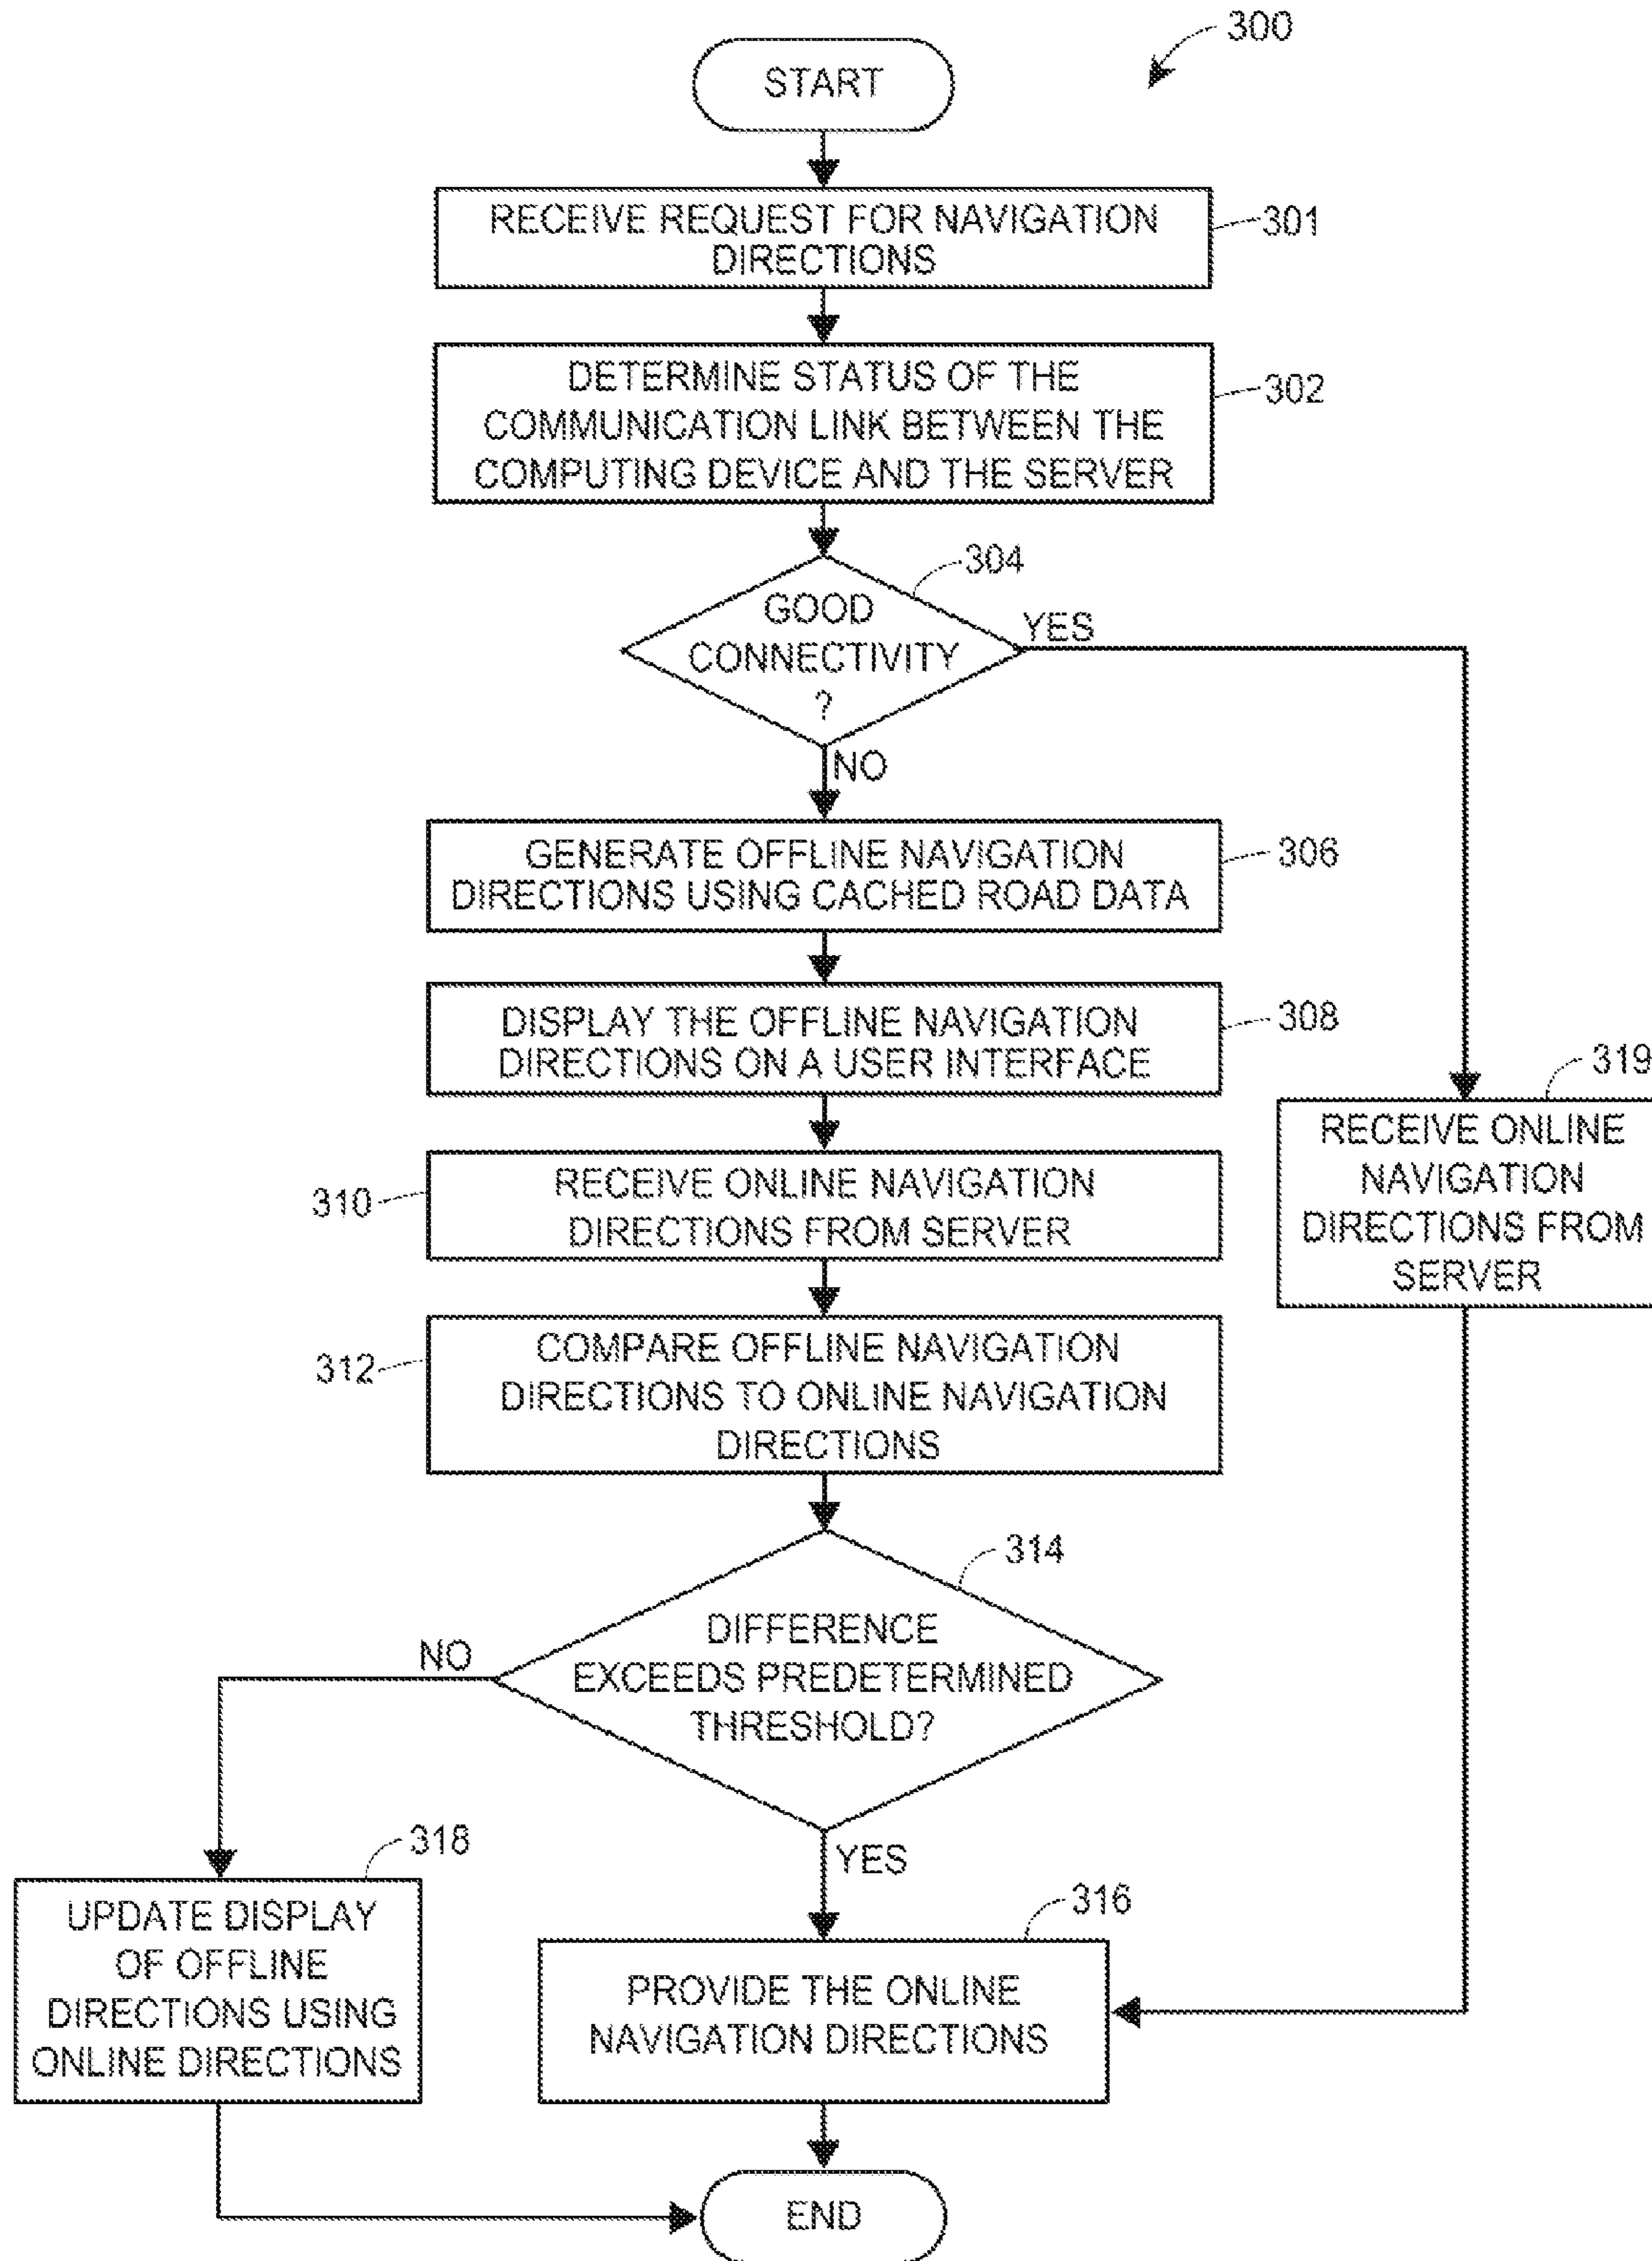 300
START
RECEIVE REQUEST FOR NAVIGATION
DIRECTIONS
301
DETERMINE STATUS OF THE
COMMUNICATION LINK BETWEEN THE
COMPUTING DEVICE AND THE SERVER
302
304
GOOD
CONNECTIVITY
?
YES
NO
GENERATE OFFLINE NAVIGATION
DIRECTIONS USING CACHED ROAD DATA
306
DISPLAY THE OFFLINE NAVIGATION
DIRECTIONS ON A USER INTERFACE
308
319
RECEIVE ONLINE
NAVIGATION
DIRECTIONS FROM
SERVER
310
RECEIVE ONLINE NAVIGATION
DIRECTIONS FROM SERVER
312
COMPARE OFFLINE NAVIGATION
DIRECTIONS TO ONLINE NAVIGATION
DIRECTIONS
314
DIFFERENCE
EXCEEDS PREDETERMINED
THRESHOLD?
NO
YES
318
UPDATE DISPLAY
OF OFFLINE
DIRECTIONS USING
ONLINE DIRECTIONS
316
PROVIDE THE ONLINE
NAVIGATION DIRECTIONS
END